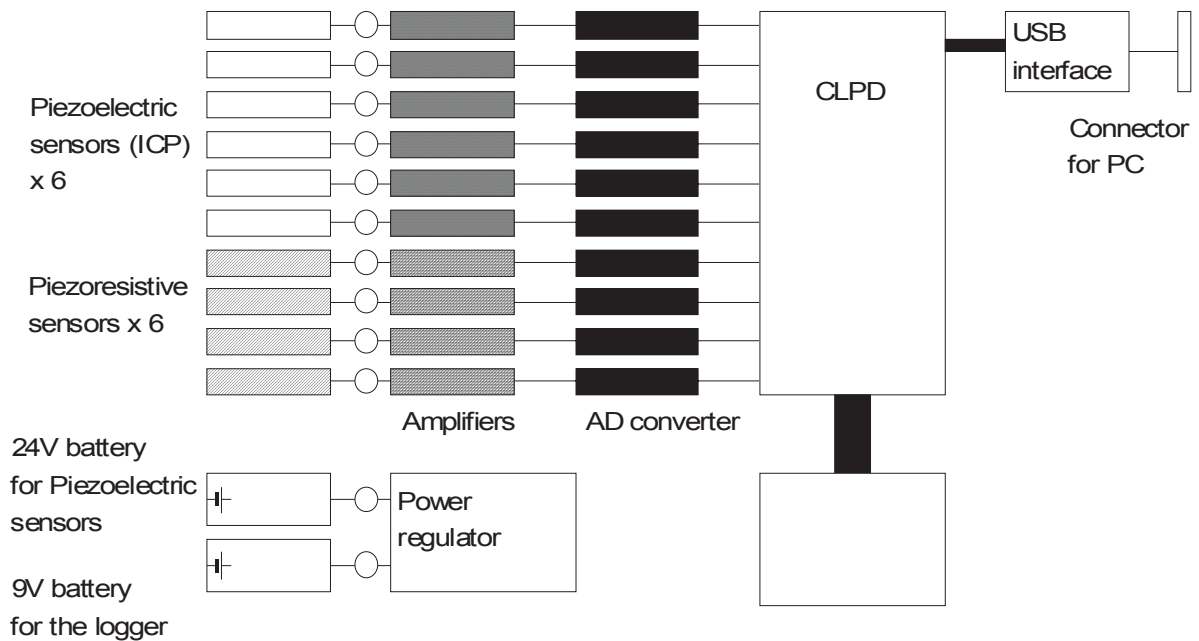 Piezoelectric
sensors (ICP)
x 6
Piezoresistive
sensors x 6
Amplifiers
AD converter
CLPD
USB
interface
Connector
for PC
24V battery
for Piezoelectric
sensors
9V battery
for the logger
Power
regulator